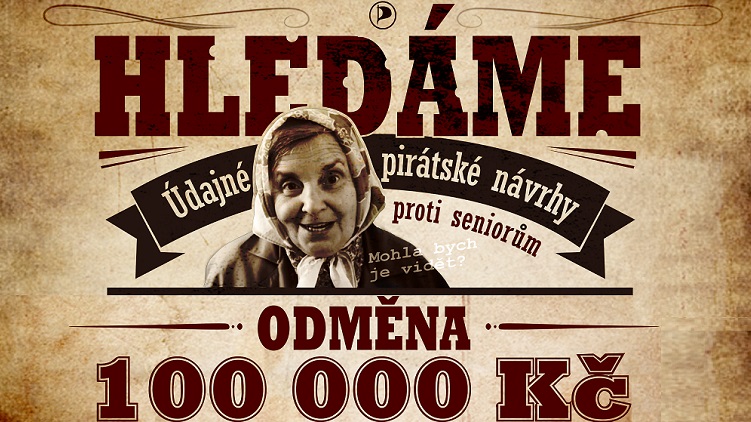 HLEDÁME
Údajné pirátské návrhy
proti seniorům
Mohla bych
je vidět?
ODMĚNA
100 000 Kč